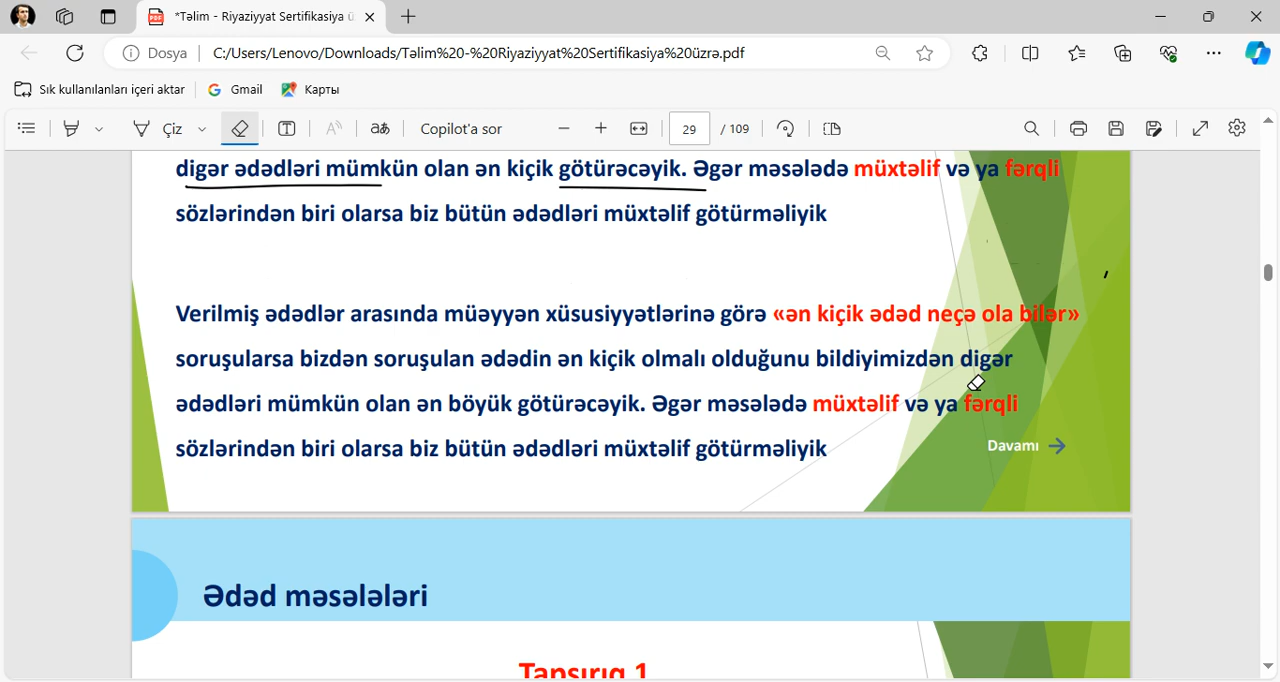 *Təlim - Riyaziyyat Sertifikasiya ü
Dosya
C:/Users/Lenovo/Downloads/Təlim%20-%20Riyaziyyat%20Sertifikasiya%20üzrə.pdf
Sık kullanılanları içeri aktar
Gmail
Карты
Çiz
aあ
Copilot'a sor
29 / 109
digər ədədləri mümkün olan ən kiçik götürəcəyik. Əgər məsələdə müxtəlif və ya fərqli
sözlərindən biri olarsa biz bütün ədədləri müxtəlif götürməliyik
Verilmiş ədədlər arasında müəyyən xüsusiyyətlərinə görə «ən kiçik ədəd neçə ola bilər»
soruşularsa bizdən soruşulan ədədin ən kiçik olmalı olduğunu bildiyimizdən digər
ədədləri mümkün olan ən böyük götürəcəyik. Əgər məsələdə müxtəlif və ya fərqli
sözlərindən biri olarsa biz bütün ədədləri müxtəlif götürməliyik
Davamı
Ədəd məsələləri
Tapşırıq 1